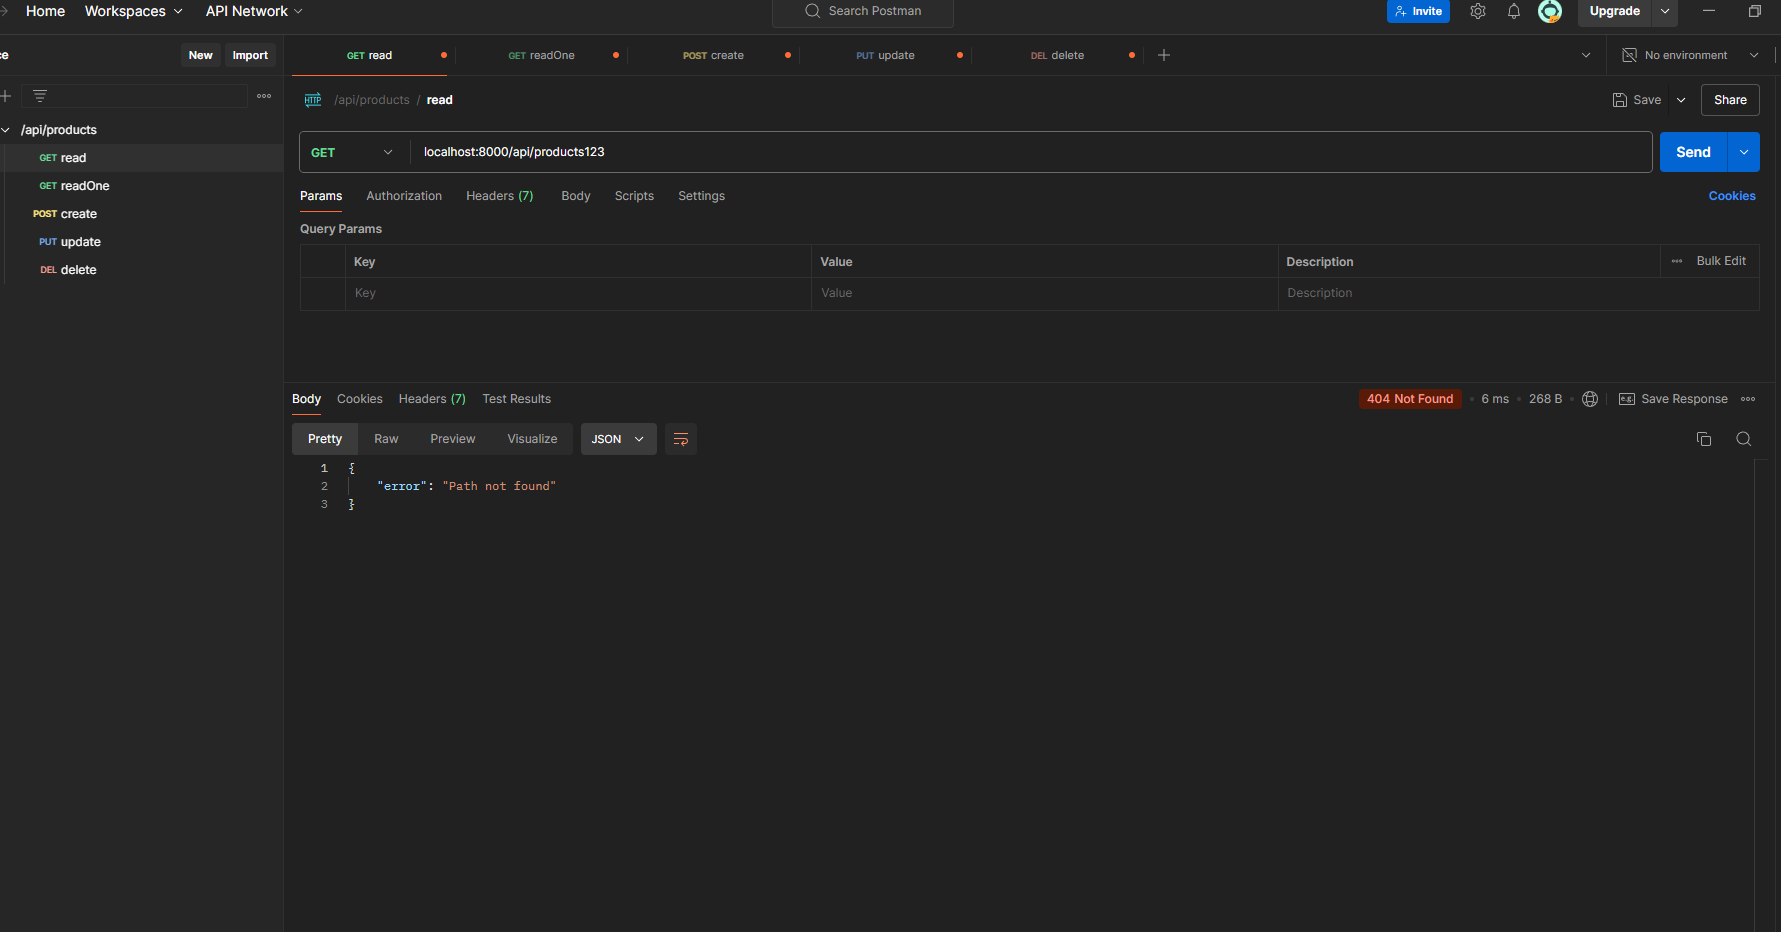 Home Workspaces API Network Search Postman Invite Upgrade
ce New Import
GET read GET readOne POST create PUT update DEL delete No environment
/api/products
GET read
GET readOne
POST create
PUT update
DEL delete
HTTP /api/products / read Save Share
GET localhost:8000/api/products123 Send
Params Authorization Headers (7) Body Scripts Settings Cookies
Query Params
Key Value Description Bulk Edit
Key Value Description
Body Cookies Headers (7) Test Results 404 Not Found 6 ms 268 B e.g. Save Response
Pretty Raw Preview Visualize JSON
1 {
2 "error": "Path not found"
3 }